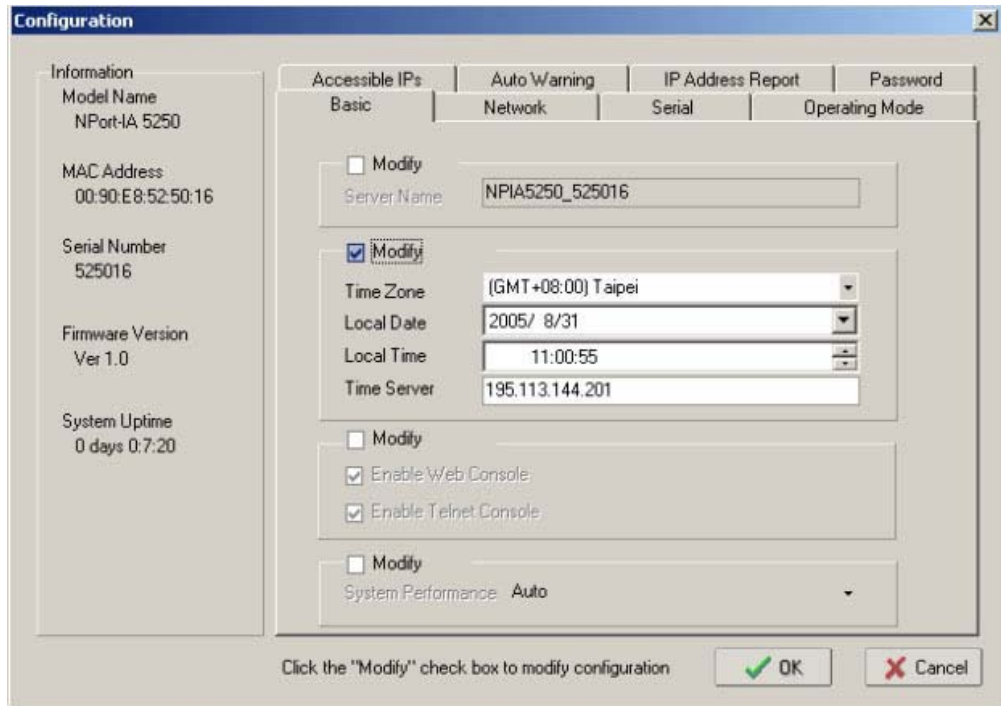 Configuration
Information
Model Name
NPort-IA 5250
MAC Address
00:90:E8:52:50:16
Serial Number
525016
Firmware Version
Ver 1.0
System Uptime
0 days 0:7:20
Accessible IPs
Auto Warning
IP Address Report
Password
Basic
Network
Serial
Operating Mode
Modify
Server Name
NPIA5250_525016
Modify
Time Zone
(GMT+08:00) Taipei
Local Date
2005/ 8/31
Local Time
11:00:55
Time Server
195.113.144.201
Modify
Enable Web Console
Enable Telnet Console
Modify
System Performance
Auto
Click the "Modify" check box to modify configuration
OK
Cancel